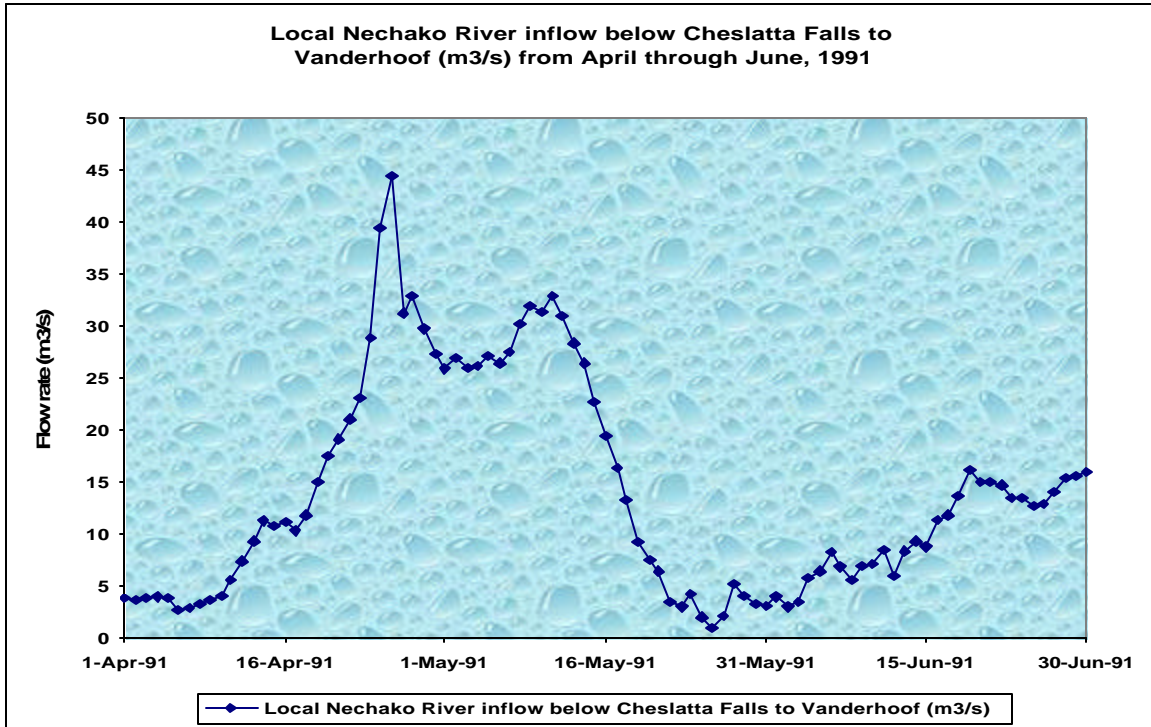 Local Nechako River inflow below Cheslatta Falls to
Vanderhoof (m3/s) from April through June, 1991
50
45
40
35
30
25
20
15
10
5
0
Flow rate (m3/s)
1-Apr-91 16-Apr-91 1-May-91 16-May-91 31-May-91 15-Jun-91 30-Jun-91
Local Nechako River inflow below Cheslatta Falls to Vanderhoof (m3/s)